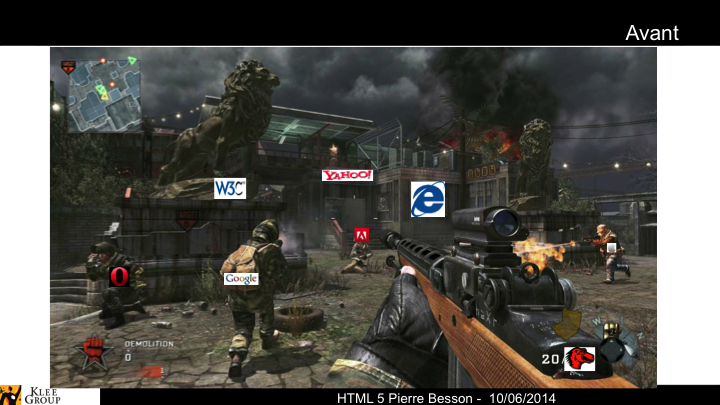 Avant
YAHOO!
W3C
Google
DEMOLITION
0
20/
KLEE
GROUP
HTML 5 Pierre Besson - 10/06/2014